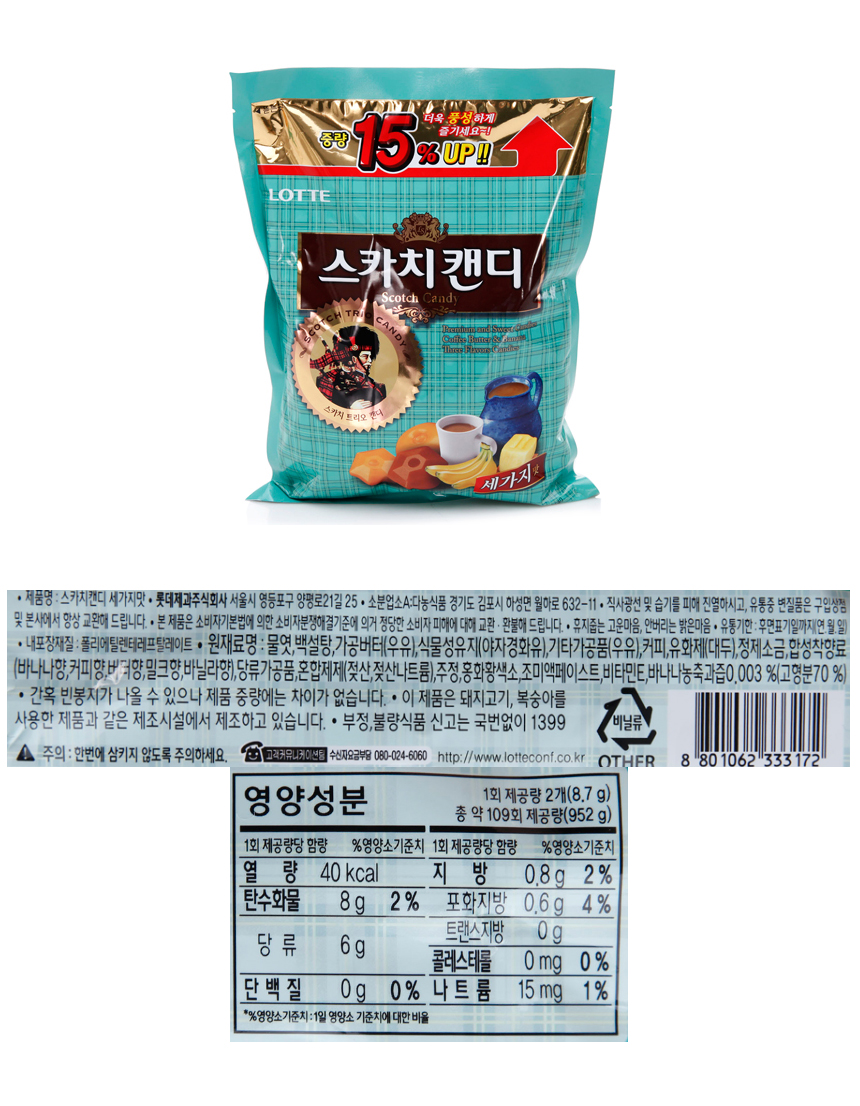 중량 15% UP!!
더욱 풍성하게
즐기세요~!
LOTTE
스카치캔디
Scotch Candy
SCOTCH TRIO CANDY
Premium and Sweet Candies
Coffee Butter & Banana
Three Flavors Candies
스카치 트리오 캔디
세가지맛
• 제품명 : 스카치캔디 세가지맛 • 롯데제과주식회사 서울시 영등포구 양평로21길 25 • 소분업소A:다농식품 경기도 김포시 하성면 월하로 632-11 • 직사광선 및 습기를 피해 진열하시고, 유통중 변질품은 구입상점
및 본사에서 항상 교환해 드립니다. • 본 제품은 소비자기본법에 의한 소비자분쟁해결기준에 의거 정당한 소비자 피해에 대해 교환 · 환불해 드립니다. • 휴지줍는 고운마음, 안버리는 밝은마음 • 유통기한 : 후면표기일까지(연.월.일)
• 내포장재질 : 폴리에틸렌테레프탈레이트 • 원재료명 : 물엿,백설탕,가공버터(우유),식물성유지(야자경화유),기타가공품(우유),커피,유화제(대두),정제소금,합성착향료
(바나나향,커피향,버터향,밀크향,바닐라향),당류가공품,혼합제제(젖산,젖산나트륨),주정,홍화황색소,조미액페이스트,비타민E,바나나농축과즙0.003 %(고형분70 %)
• 간혹 빈봉지가 나올 수 있으나 제품 중량에는 차이가 없습니다. • 이 제품은 돼지고기, 복숭아를
사용한 제품과 같은 제조시설에서 제조하고 있습니다. • 부정,불량식품 신고는 국번없이 1399
주의 : 한번에 삼키지 않도록 주의하세요. 고객커뮤니케이션팀 수신자요금부담 080-024-6060 http://www.lotteconf.co.kr
비닐류
OTHER
8 801062 333172
영양성분
1회 제공량 2개(8.7 g)
총 약 109회 제공량(952 g)
1회 제공량당 함량 %영양소기준치 1회 제공량당 함량 %영양소기준치
열 량 40 kcal 지 방 0.8 g 2 %
탄수화물 8 g 2 % 포화지방 0.6 g 4 %
트랜스지방 0 g
당 류 6 g
콜레스테롤 0 mg 0 %
단백질 0 g 0 % 나트륨 15 mg 1 %
*%영양소기준치 : 1일 영양소 기준치에 대한 비율